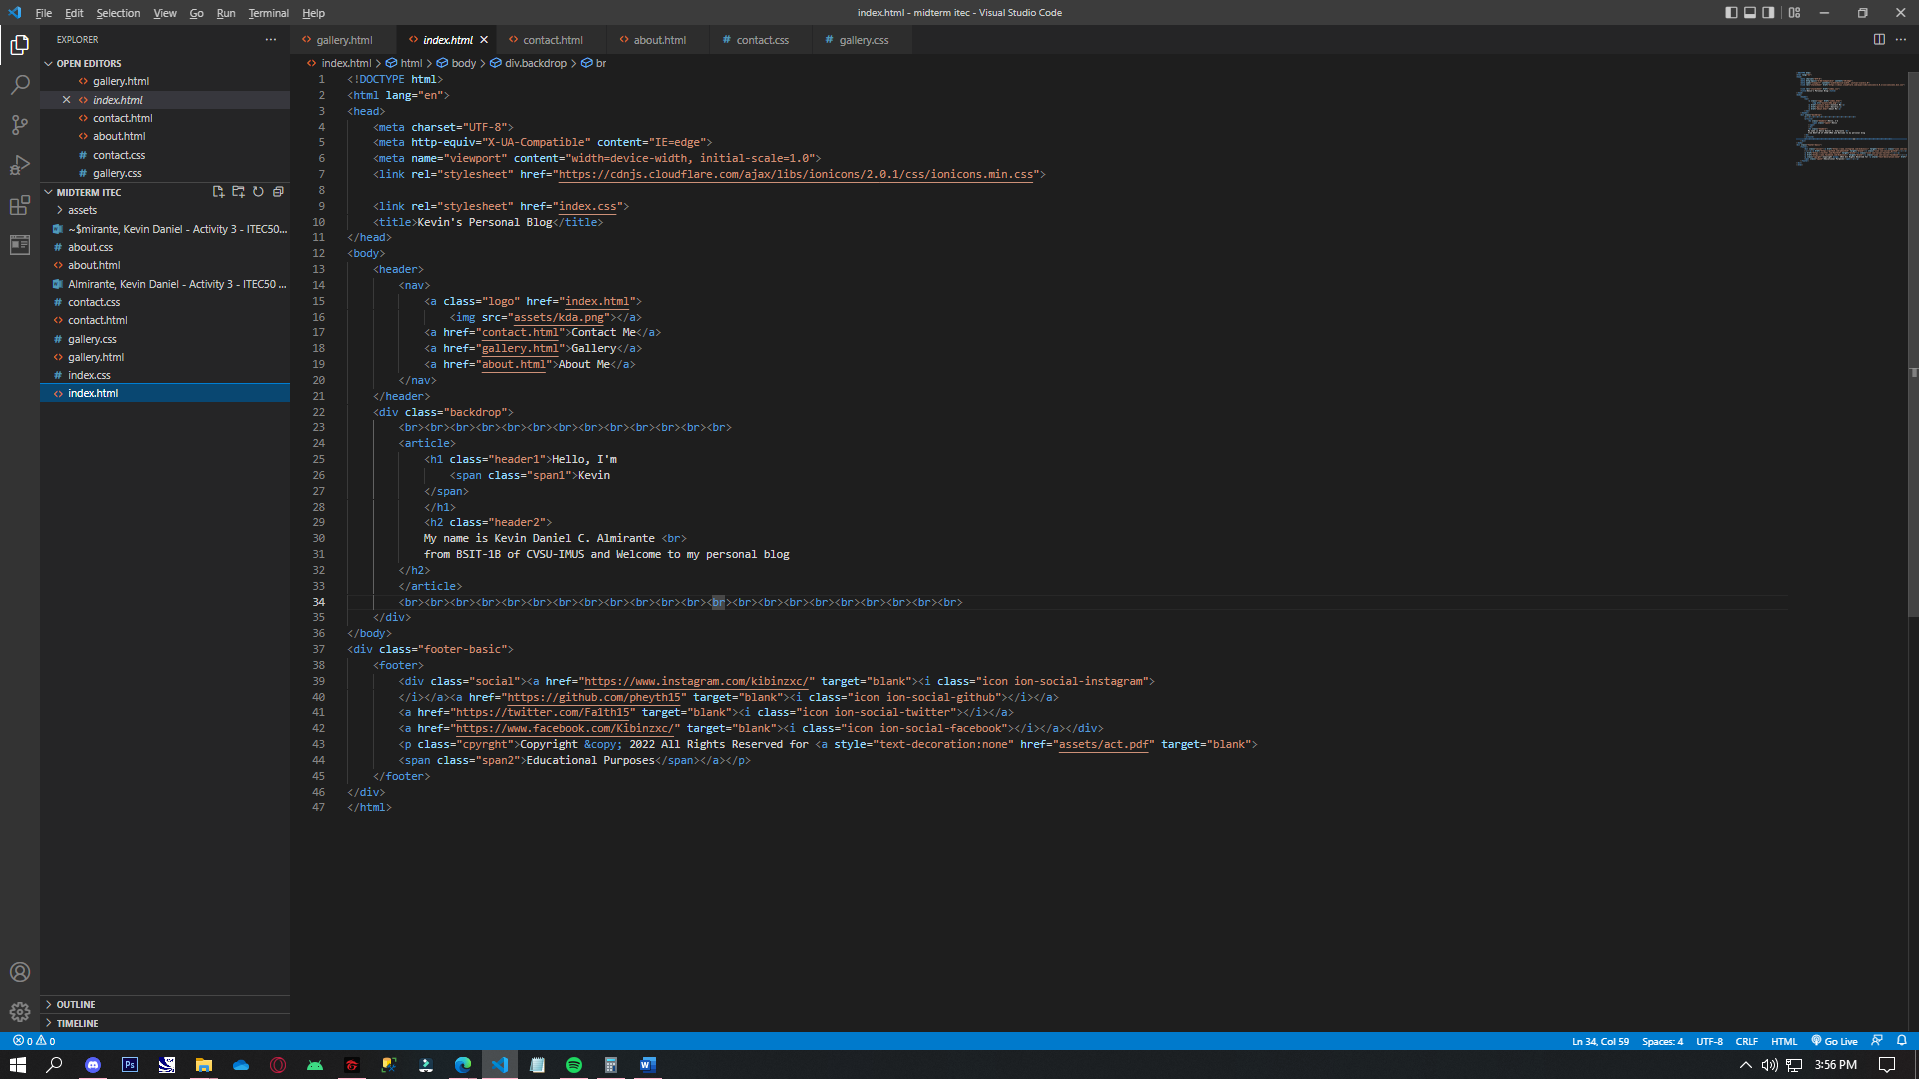 File Edit Selection View Go Run Terminal Help
index.html - midterm itec - Visual Studio Code
EXPLORER
OPEN EDITORS
gallery.html
index.html
contact.html
about.html
contact.css
gallery.css
MIDTERM ITEC
assets
~$mirante, Kevin Daniel - Activity 3 - ITEC50...
about.css
about.html
Almirante, Kevin Daniel - Activity 3 - ITEC50 ...
contact.css
contact.html
gallery.css
gallery.html
index.css
index.html
OUTLINE
TIMELINE
gallery.html index.html contact.html about.html contact.css gallery.css
index.html > html > body > div.backdrop > br
1 <!DOCTYPE html>
2 <html lang="en">
3 <head>
4 <meta charset="UTF-8">
5 <meta http-equiv="X-UA-Compatible" content="IE=edge">
6 <meta name="viewport" content="width=device-width, initial-scale=1.0">
7 <link rel="stylesheet" href="https://cdnjs.cloudflare.com/ajax/libs/ionicons/2.0.1/css/ionicons.min.css">
8
9 <link rel="stylesheet" href="index.css">
10 <title>Kevin's Personal Blog</title>
11 </head>
12 <body>
13 <header>
14 <nav>
15 <a class="logo" href="index.html">
16 <img src="assets/kda.png"></a>
17 <a href="contact.html">Contact Me</a>
18 <a href="gallery.html">Gallery</a>
19 <a href="about.html">About Me</a>
20 </nav>
21 </header>
22 <div class="backdrop">
23 <br><br><br><br><br><br><br><br><br><br><br><br><br>
24 <article>
25 <h1 class="header1">Hello, I'm
26 <span class="span1">Kevin
27 </span>
28 </h1>
29 <h2 class="header2">
30 My name is Kevin Daniel C. Almirante <br>
31 from BSIT-1B of CVSU-IMUS and Welcome to my personal blog
32 </h2>
33 </article>
34 <br><br><br><br><br><br><br><br><br><br><br><br><br><br><br><br><br><br><br><br><br><br>
35 </div>
36 </body>
37 <div class="footer-basic">
38 <footer>
39 <div class="social"><a href="https://www.instagram.com/kibinzxc/" target="blank"><i class="icon ion-social-instagram">
40 </i></a><a href="https://github.com/pheyth15" target="blank"><i class="icon ion-social-github"></i></a>
41 <a href="https://twitter.com/Falth15" target="blank"><i class="icon ion-social-twitter"></i></a>
42 <a href="https://www.facebook.com/Kibinzxc/" target="blank"><i class="icon ion-social-facebook"></i></a></div>
43 <p class="cpyrght">Copyright &copy; 2022 All Rights Reserved for <a style="text-decoration:none" href="assets/act.pdf" target="blank">
44 <span class="span2">Educational Purposes</span></a></p>
45 </footer>
46 </div>
47 </html>
0 0
Ln 34, Col 59 Spaces: 4 UTF-8 CRLF HTML Go Live
Ps
3:56 PM